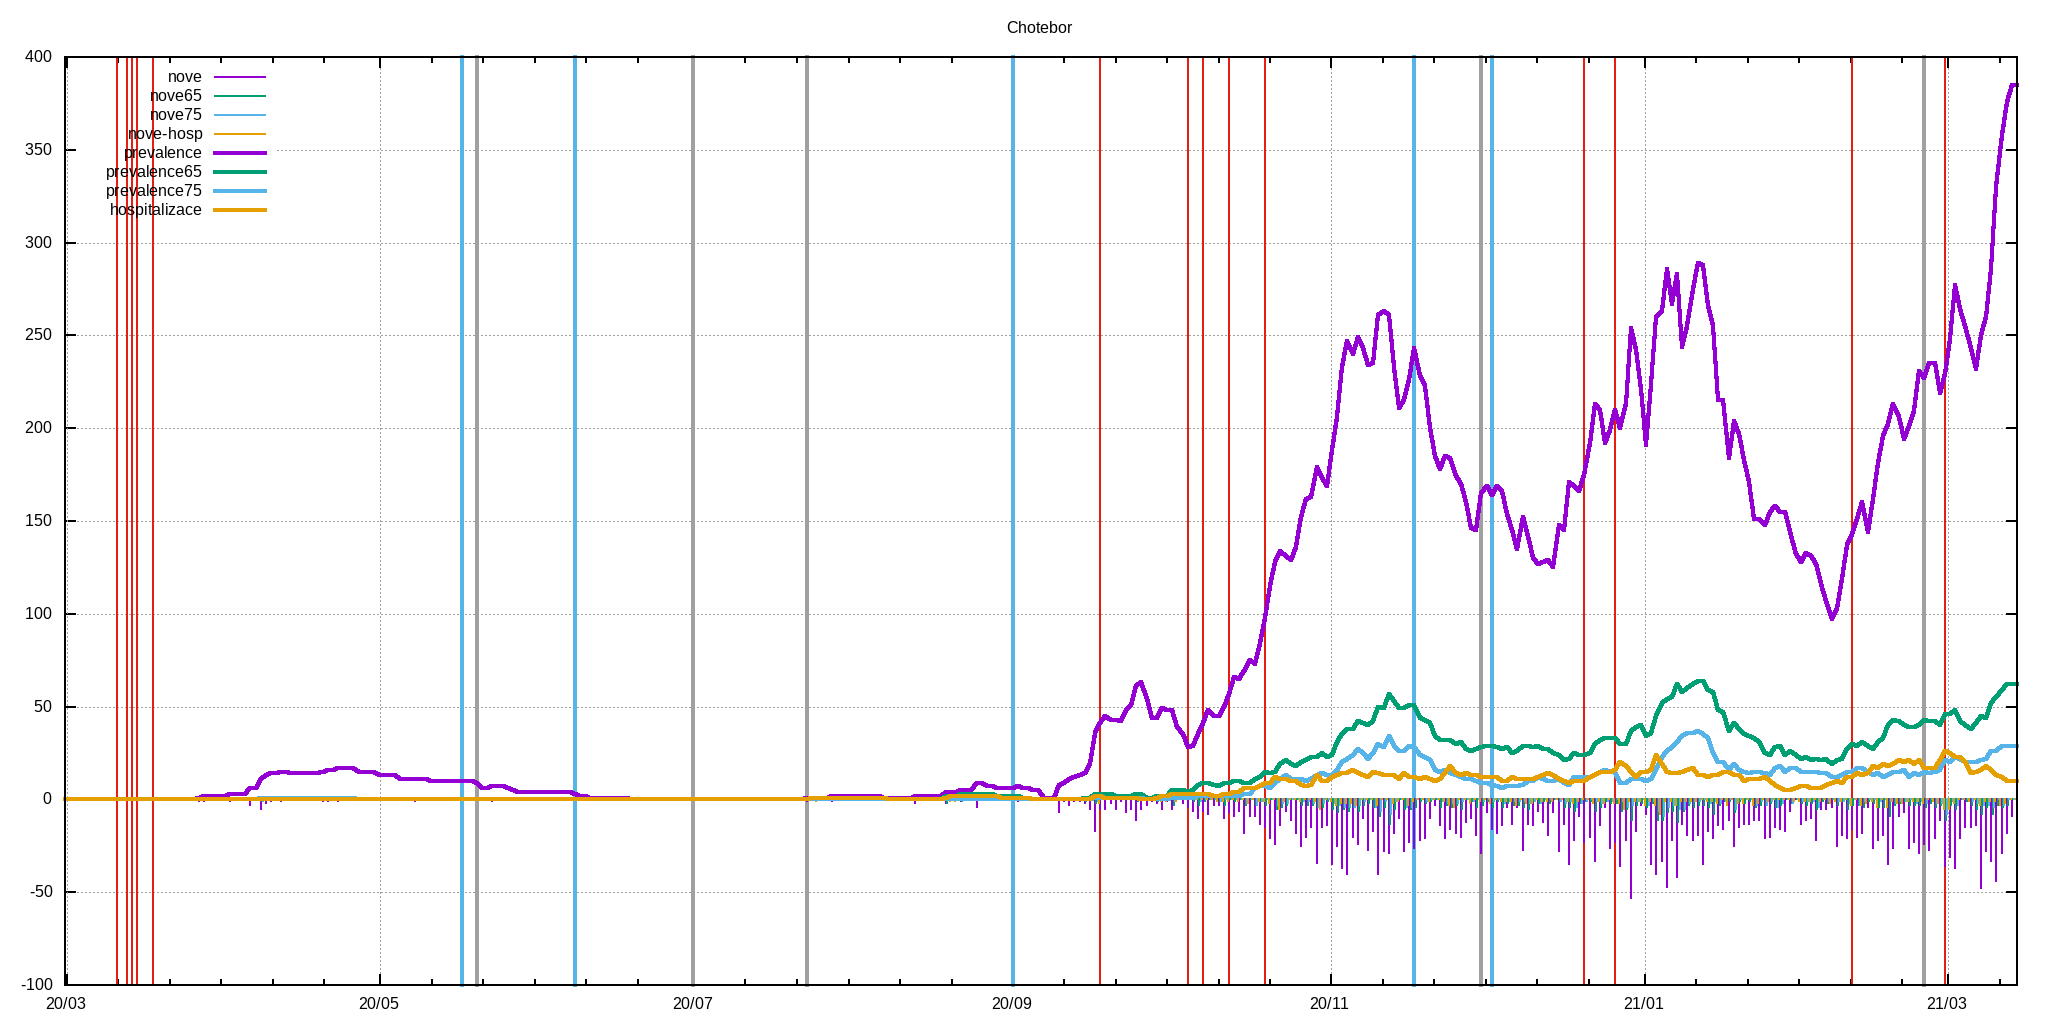 Chotebor
400
350
300
250
200
150
100
50
0
-50
-100
nove
nove65
nove75
nove-hosp
prevalence
prevalence65
prevalence75
hospitalizace
20/03 20/05 20/07 20/09 20/11 21/01 21/03